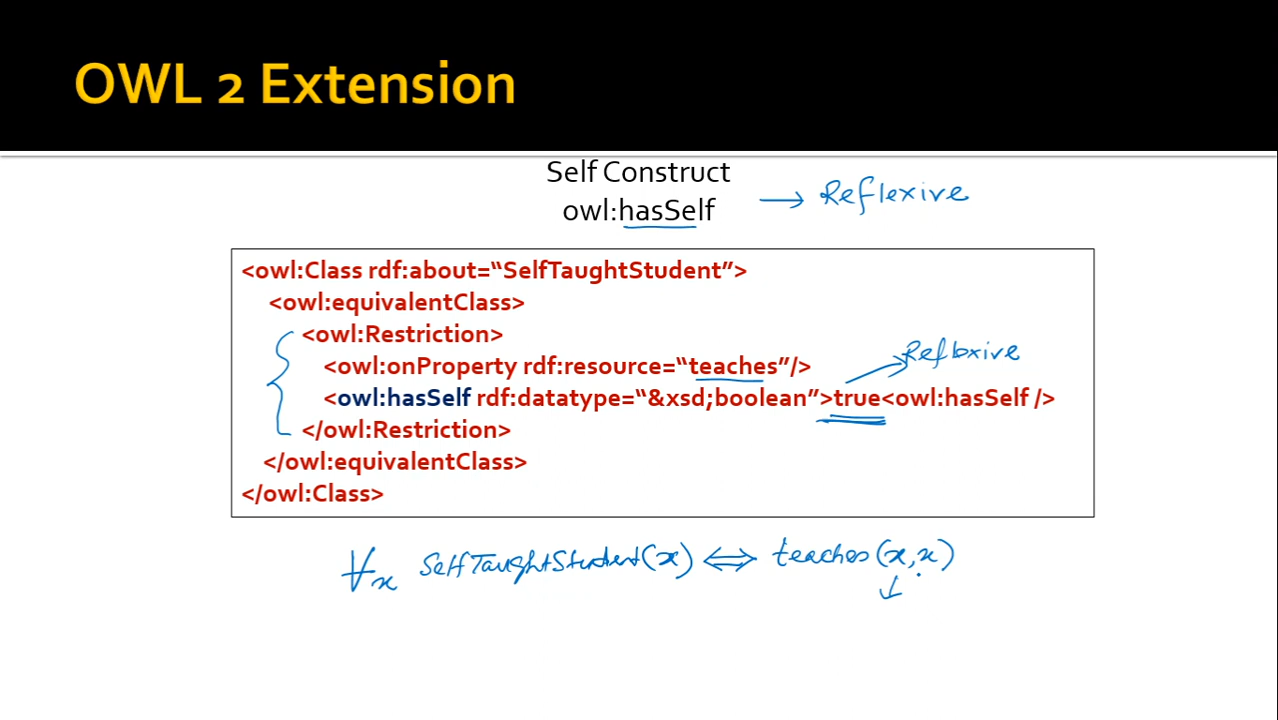 OWL 2 Extension
Self Construct
owl:hasSelf → Reflexive
<owl:Class rdf:about=“SelfTaughtStudent”>
<owl:equivalentClass>
<owl:Restriction>
<owl:onProperty rdf:resource=“teaches”/>
Reflexive
<owl:hasSelf rdf:datatype=“&xsd;boolean”>true<owl:hasSelf />
</owl:Restriction>
</owl:equivalentClass>
</owl:Class>
∀x SelfTaughtStudent(x) ⇔ teaches(x,x)